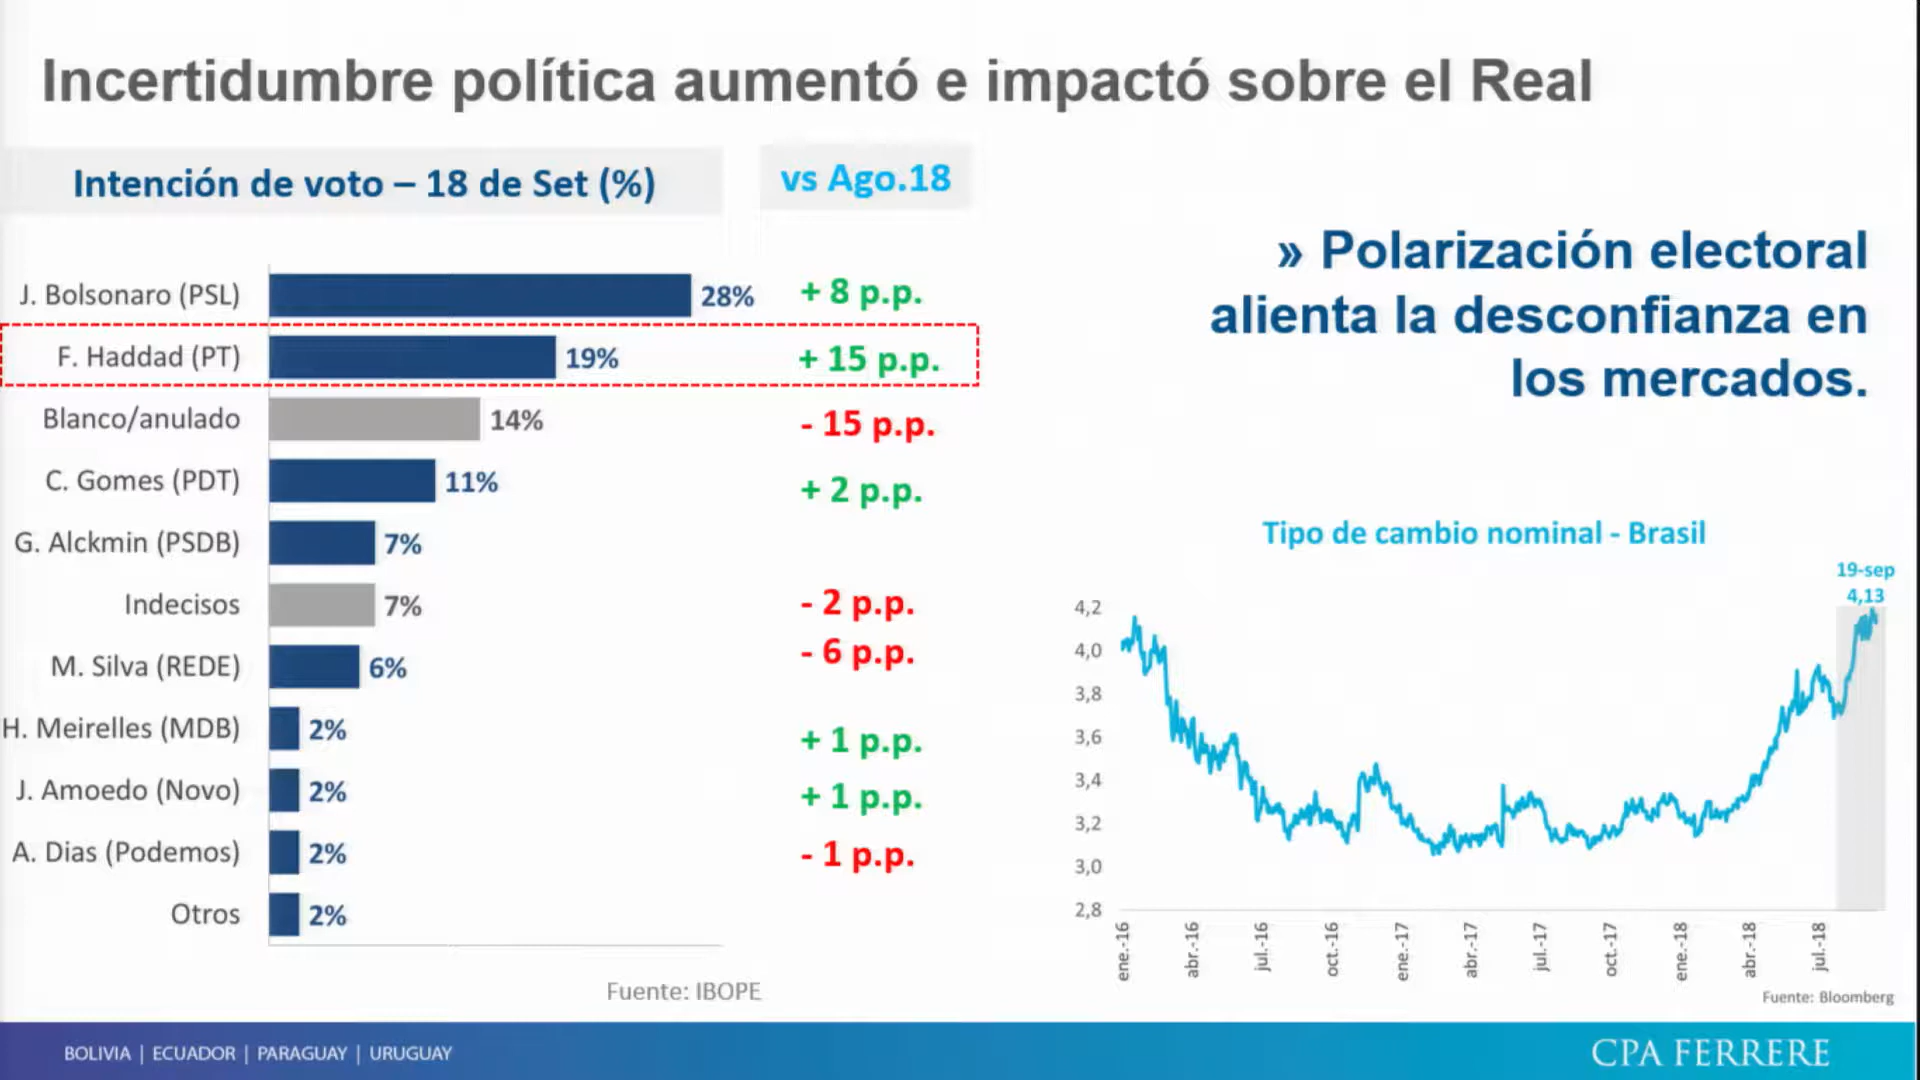 Incertidumbre política aumentó e impactó sobre el Real
Intención de voto – 18 de Set (%)
vs Ago.18
J. Bolsonaro (PSL) 28% + 8 p.p.
F. Haddad (PT) 19% + 15 p.p.
Blanco/anulado 14% - 15 p.p.
C. Gomes (PDT) 11% + 2 p.p.
G. Alckmin (PSDB) 7%
Indecisos 7% - 2 p.p.
M. Silva (REDE) 6% - 6 p.p.
H. Meirelles (MDB) 2% + 1 p.p.
J. Amoedo (Novo) 2% + 1 p.p.
A. Dias (Podemos) 2% - 1 p.p.
Otros 2%
Fuente: IBOPE
» Polarización electoral
alienta la desconfianza en
los mercados.
Tipo de cambio nominal - Brasil
19-sep
4,13
4,2
4,0
3,8
3,6
3,4
3,2
3,0
2,8
ene.-16 abr.-16 jul.-16 oct.-16 ene.-17 abr.-17 jul.-17 oct.-17 ene.-18 abr.-18 jul.-18
Fuente: Bloomberg
BOLIVIA | ECUADOR | PARAGUAY | URUGUAY
CPA FERRERE